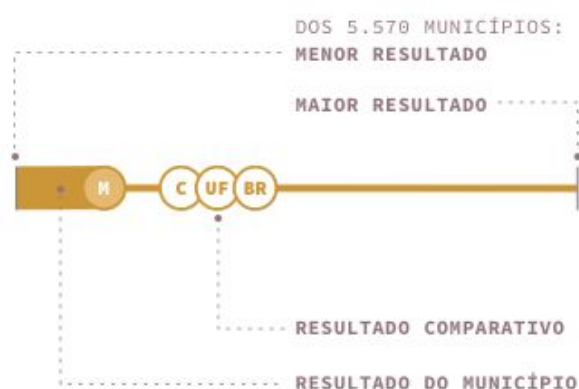 DOS 5.570 MUNICÍPIOS:
MENOR RESULTADO
MAIOR RESULTADO
M C UF BR
RESULTADO COMPARATIVO
RESULTADO DO MUNICÍPIO